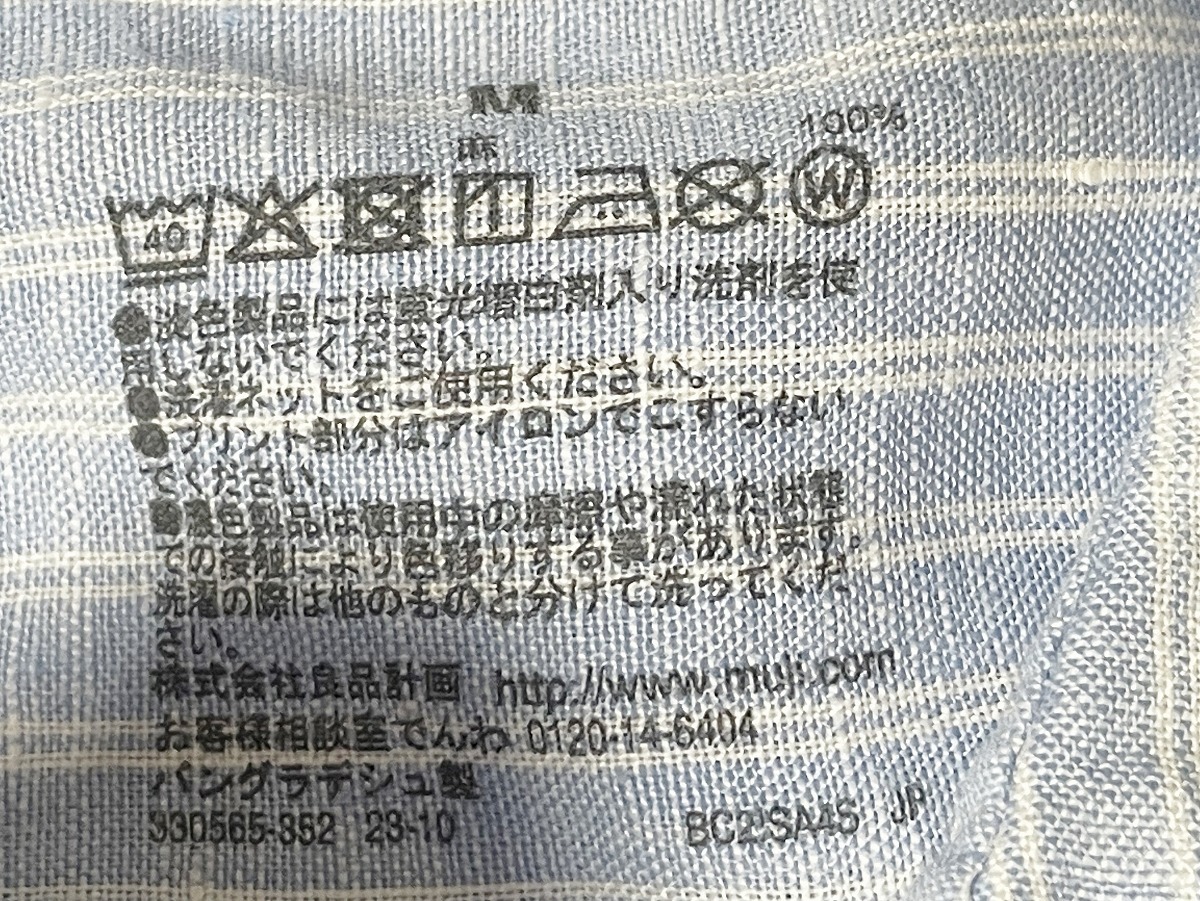 麻 100%
40
●淡色製品には蛍光増白剤入り洗剤を使
用しないでください。
●洗濯ネットをご使用ください。
●プリント部分はアイロンでこすらない
でください。
●濃色製品は使用中の摩擦や濡れた状態
での接触により色移りする事があります。
洗濯の際は他のものと分けて洗ってくだ
さい。
株式会社良品計画 http://www.muji.com
お客様相談室でんわ 0120-14-6404
バングラデシュ製
330565-352 23-10 JP